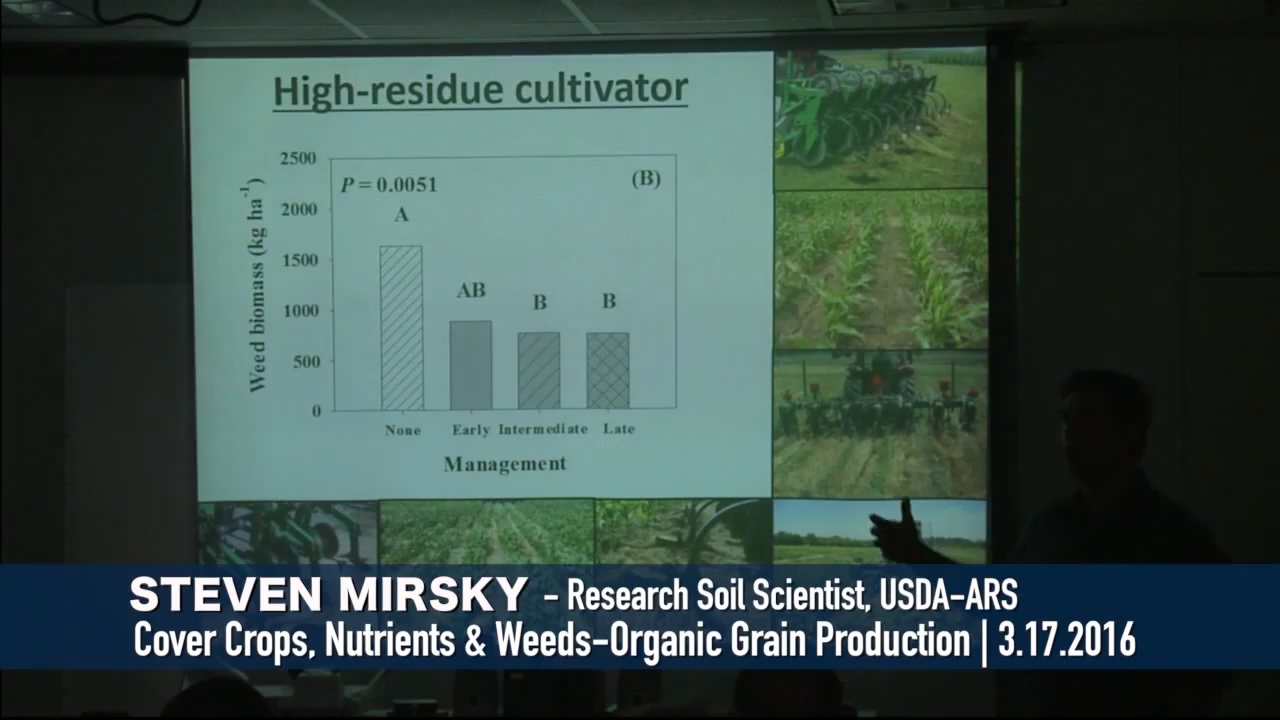 High-residue cultivator
2500
2000
1500
1000
500
0
Weed biomass (kg ha-1)
P = 0.0051
(B)
A
AB
B
B
None Early Intermediate Late
Management
STEVEN MIRSKY - Research Soil Scientist, USDA-ARS
Cover Crops, Nutrients & Weeds-Organic Grain Production | 3.17.2016